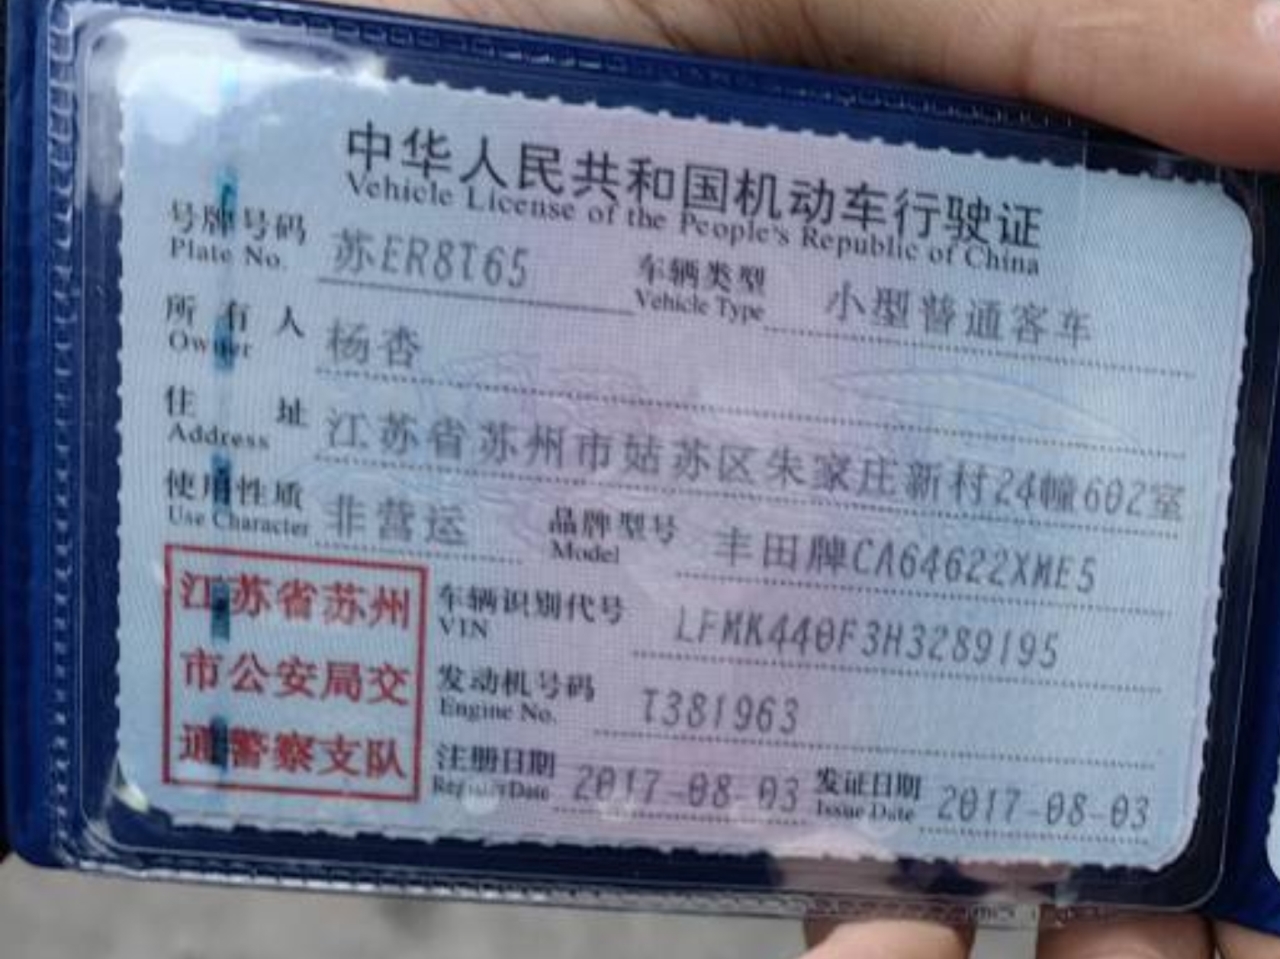 中华人民共和国机动车行驶证
Vehicle License of the People's Republic of China
号牌号码 苏ER8T65 车辆类型 小型普通客车
Plate No. Vehicle Type
所有人 杨杏
Owner
住址 江苏省苏州市姑苏区朱家庄新村24幢602室
Address
使用性质 非营运 品牌型号 丰田牌CA64622XME5
Use Character Model
江苏省苏州
市公安局交
通警察支队
车辆识别代号 LFMK440F3H3289195
VIN
发动机号码 T381963
Engine No.
注册日期 2017-08-03 发证日期 2017-08-03
Register Date Issue Date